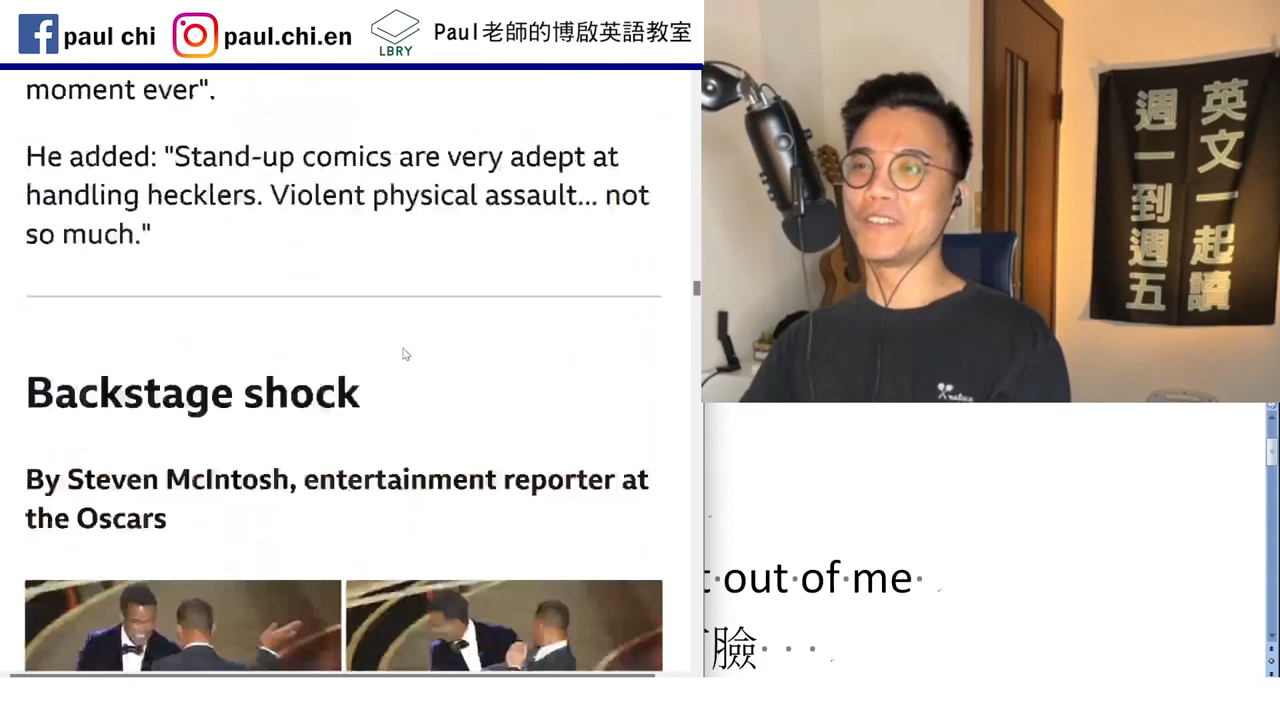 paul chi
paul.chi.en
LBRY
Paul老師的博啟英語教室
moment ever".
He added: "Stand-up comics are very adept at
handling hecklers. Violent physical assault... not
so much."
Backstage shock
By Steven McIntosh, entertainment reporter at
the Oscars
英文一起讀
週一到週五
out of me
臉